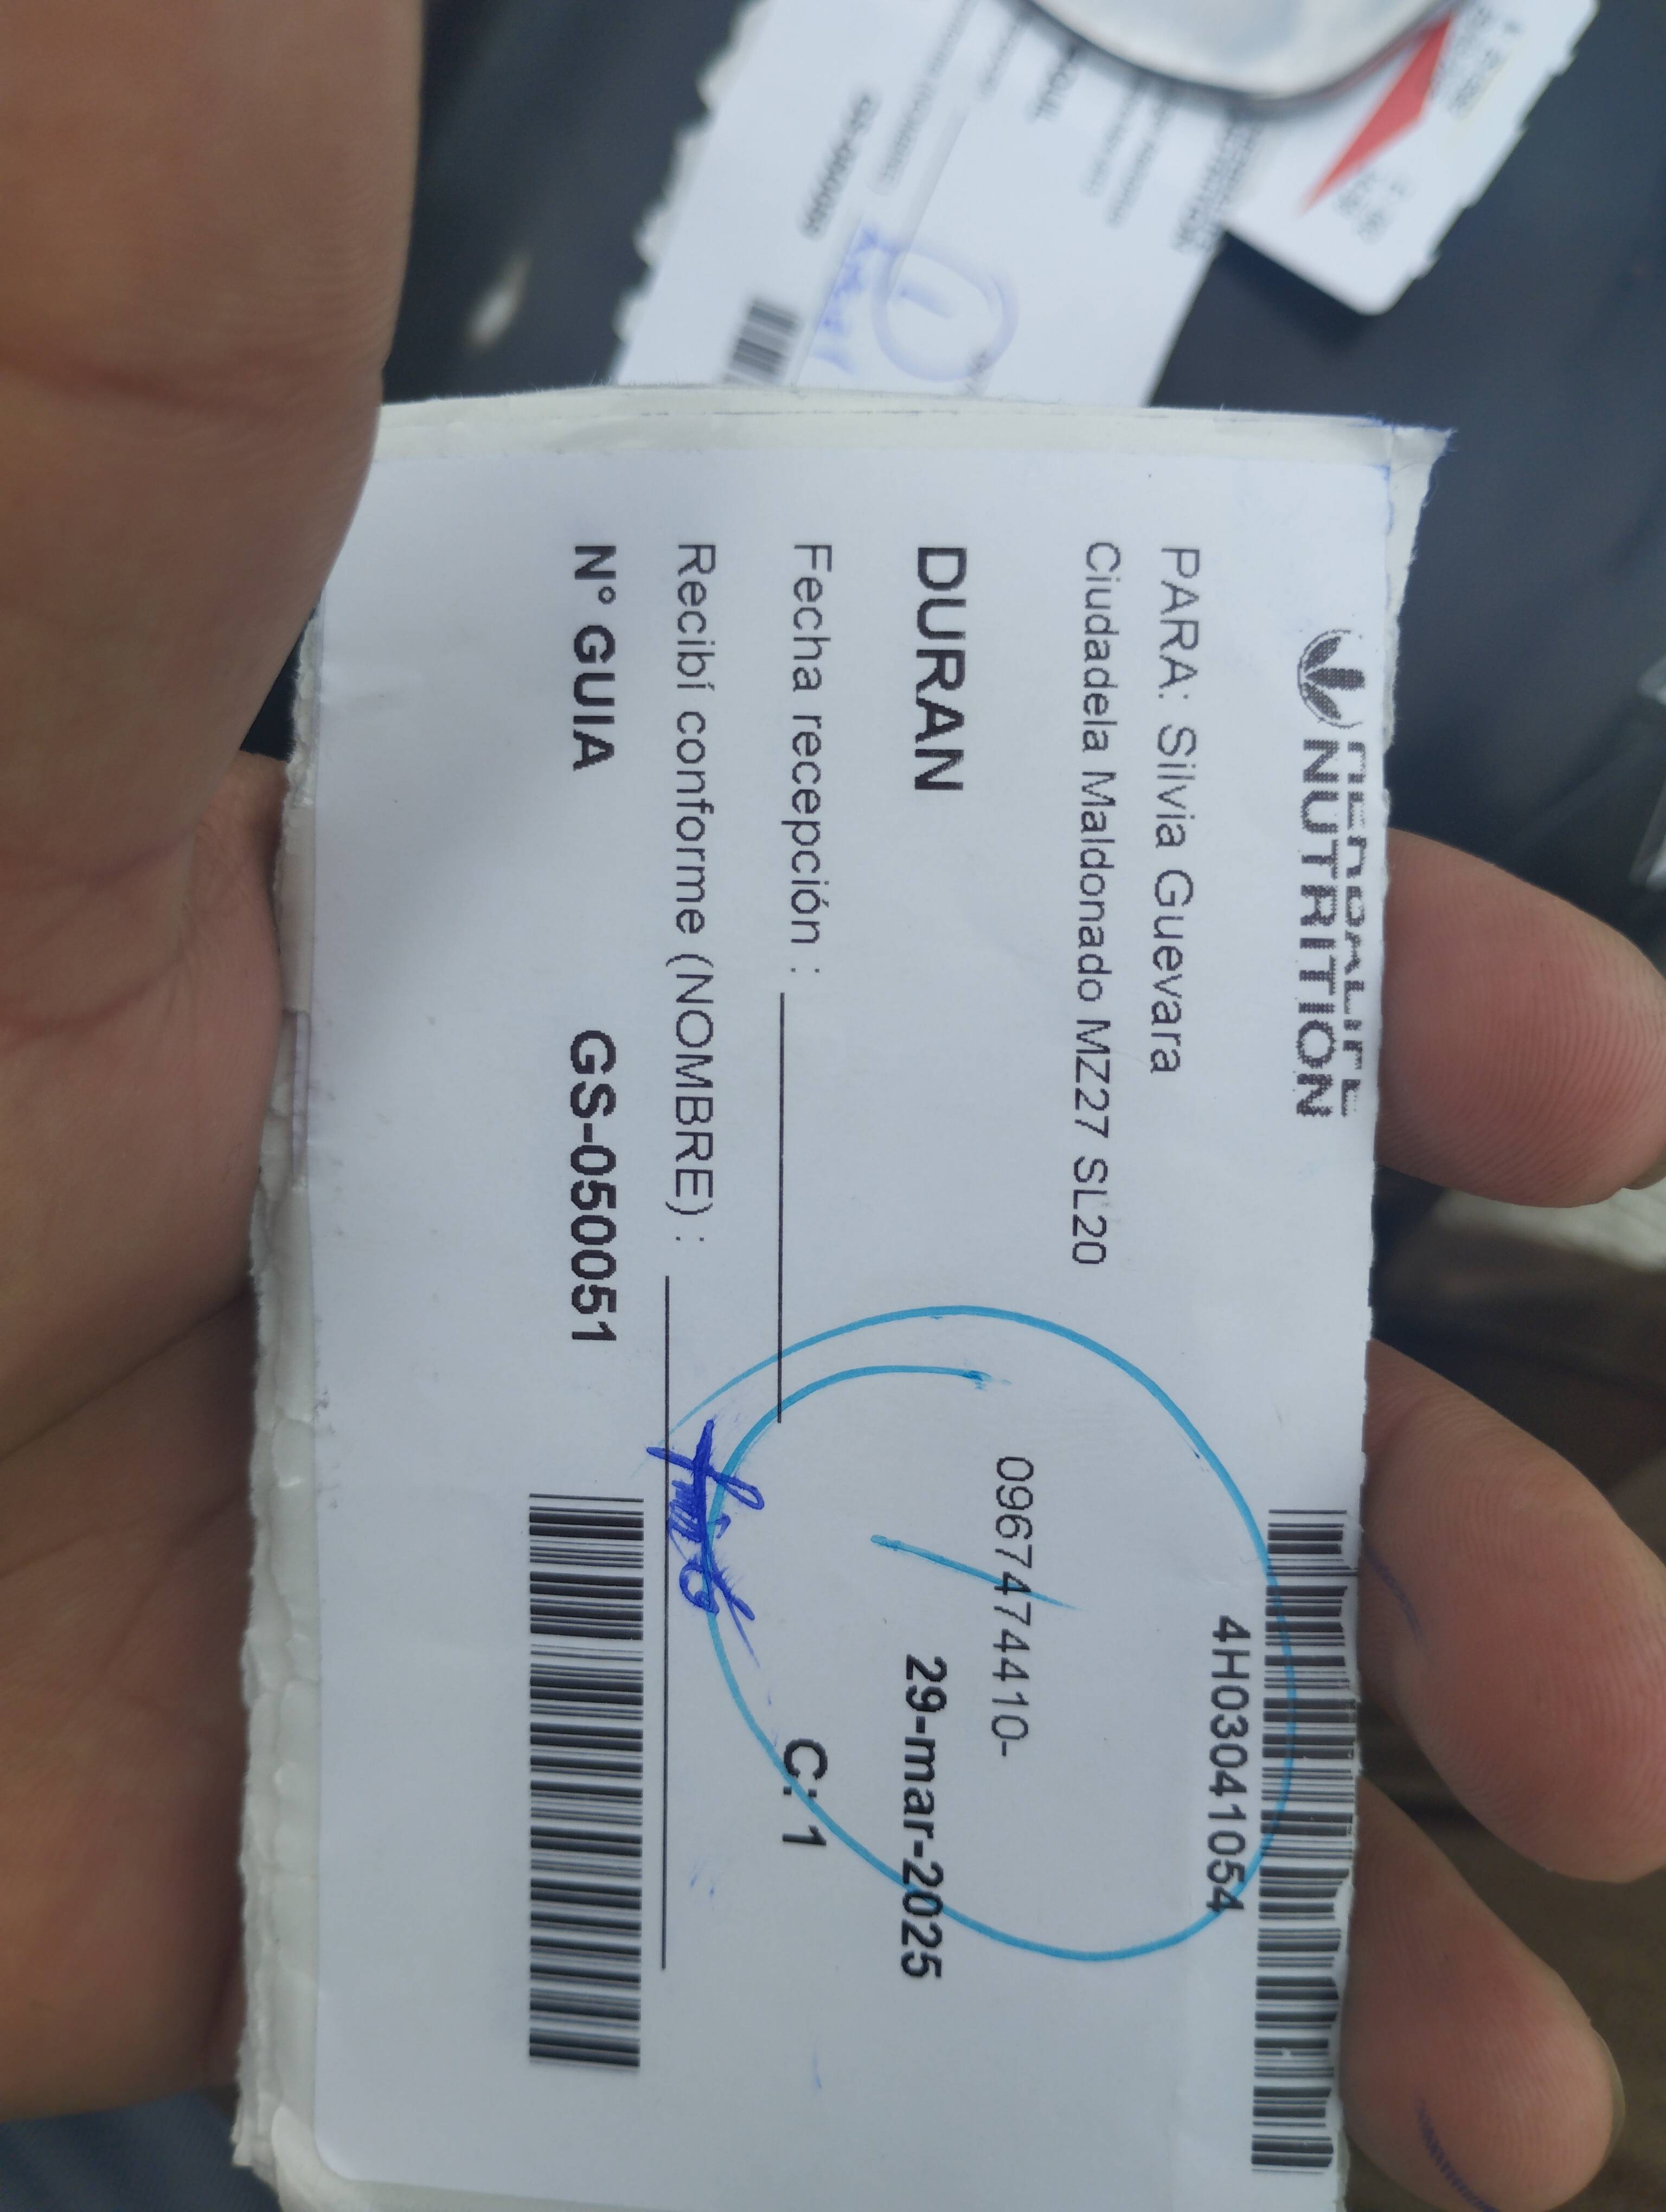 HERBALIFE
NUTRITION
4H03041054
PARA: Silvia Guevara
Ciudadela Maldonado MZ27 SL20
0967474410-
DURAN
29-mar-2025
Fecha recepción :
C: 1
Recibí conforme (NOMBRE) :
N° GUIA GS-050051